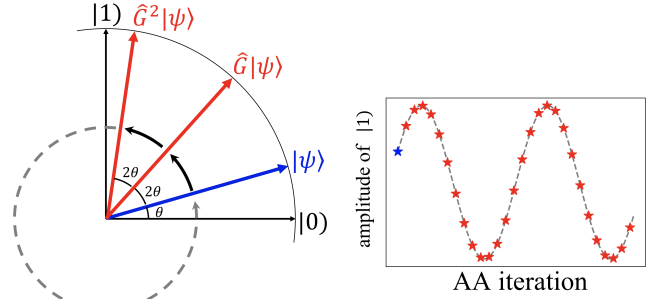 |1⟩
Ĝ²|ψ⟩
Ĝ|ψ⟩
|ψ⟩
2θ
2θ
θ
|0⟩
amplitude of |1⟩
AA iteration